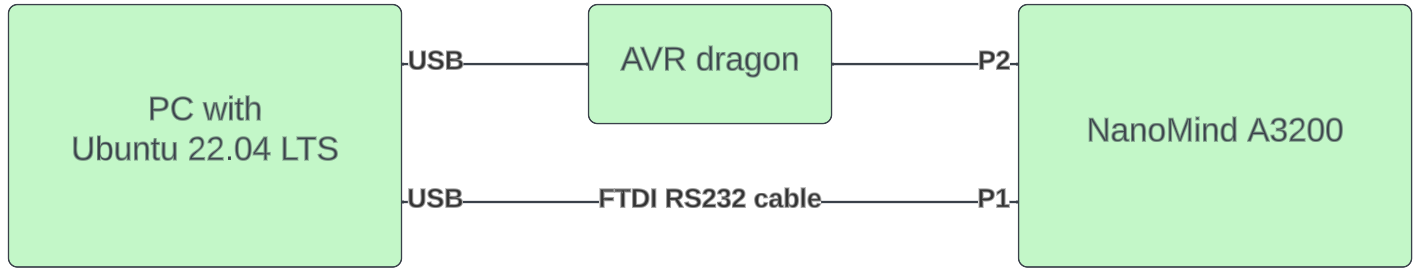 PC with
Ubuntu 22.04 LTS
USB
AVR dragon
P2
USB
FTDI RS232 cable
P1
NanoMind A3200